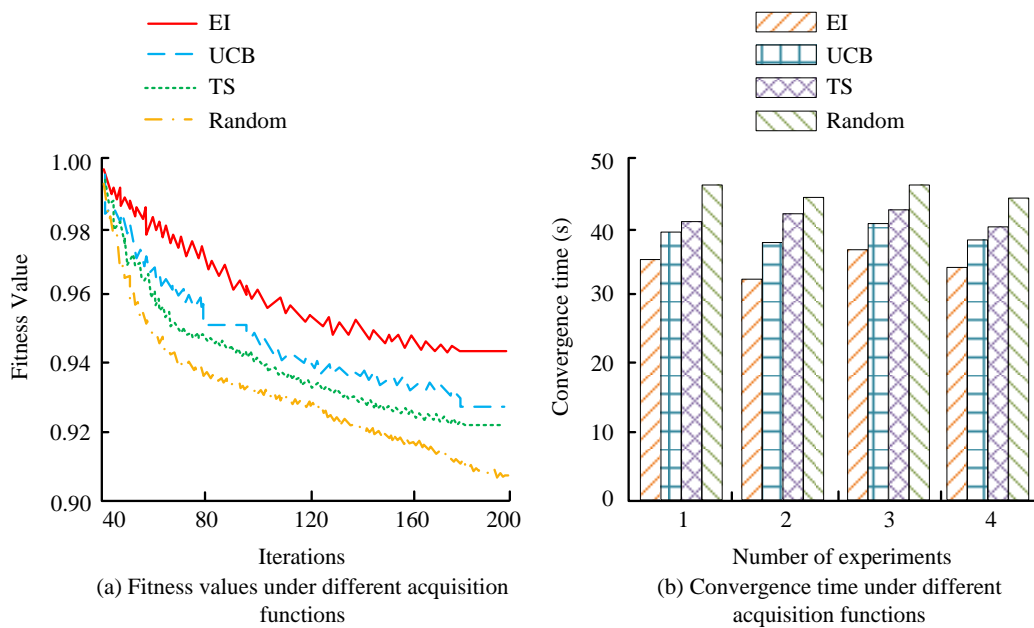 EI
UCB
TS
Random
1.00
0.98
0.96
0.94
0.92
0.90
Fitness Value
40 80 120 160 200
Iterations
(a) Fitness values under different acquisition
functions
EI
UCB
TS
Random
50
40
30
20
10
0
Convergence time (s)
1 2 3 4
Number of experiments
(b) Convergence time under different
acquisition functions